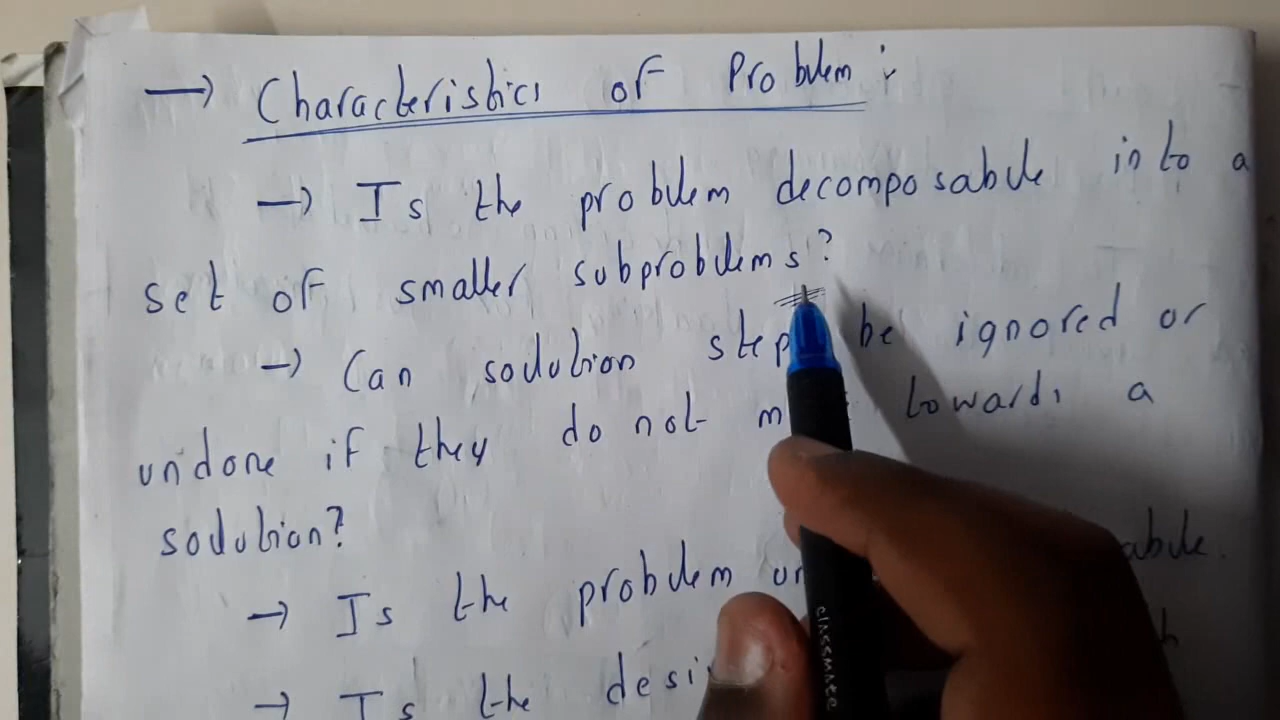 → Characteristics of Problem :
→ Is the problem decomposable into a
set of smaller subproblems?
→ Can solution step be ignored or
undone if they do not towards a
solution?
→ Is the problem
→ Is the
classmate